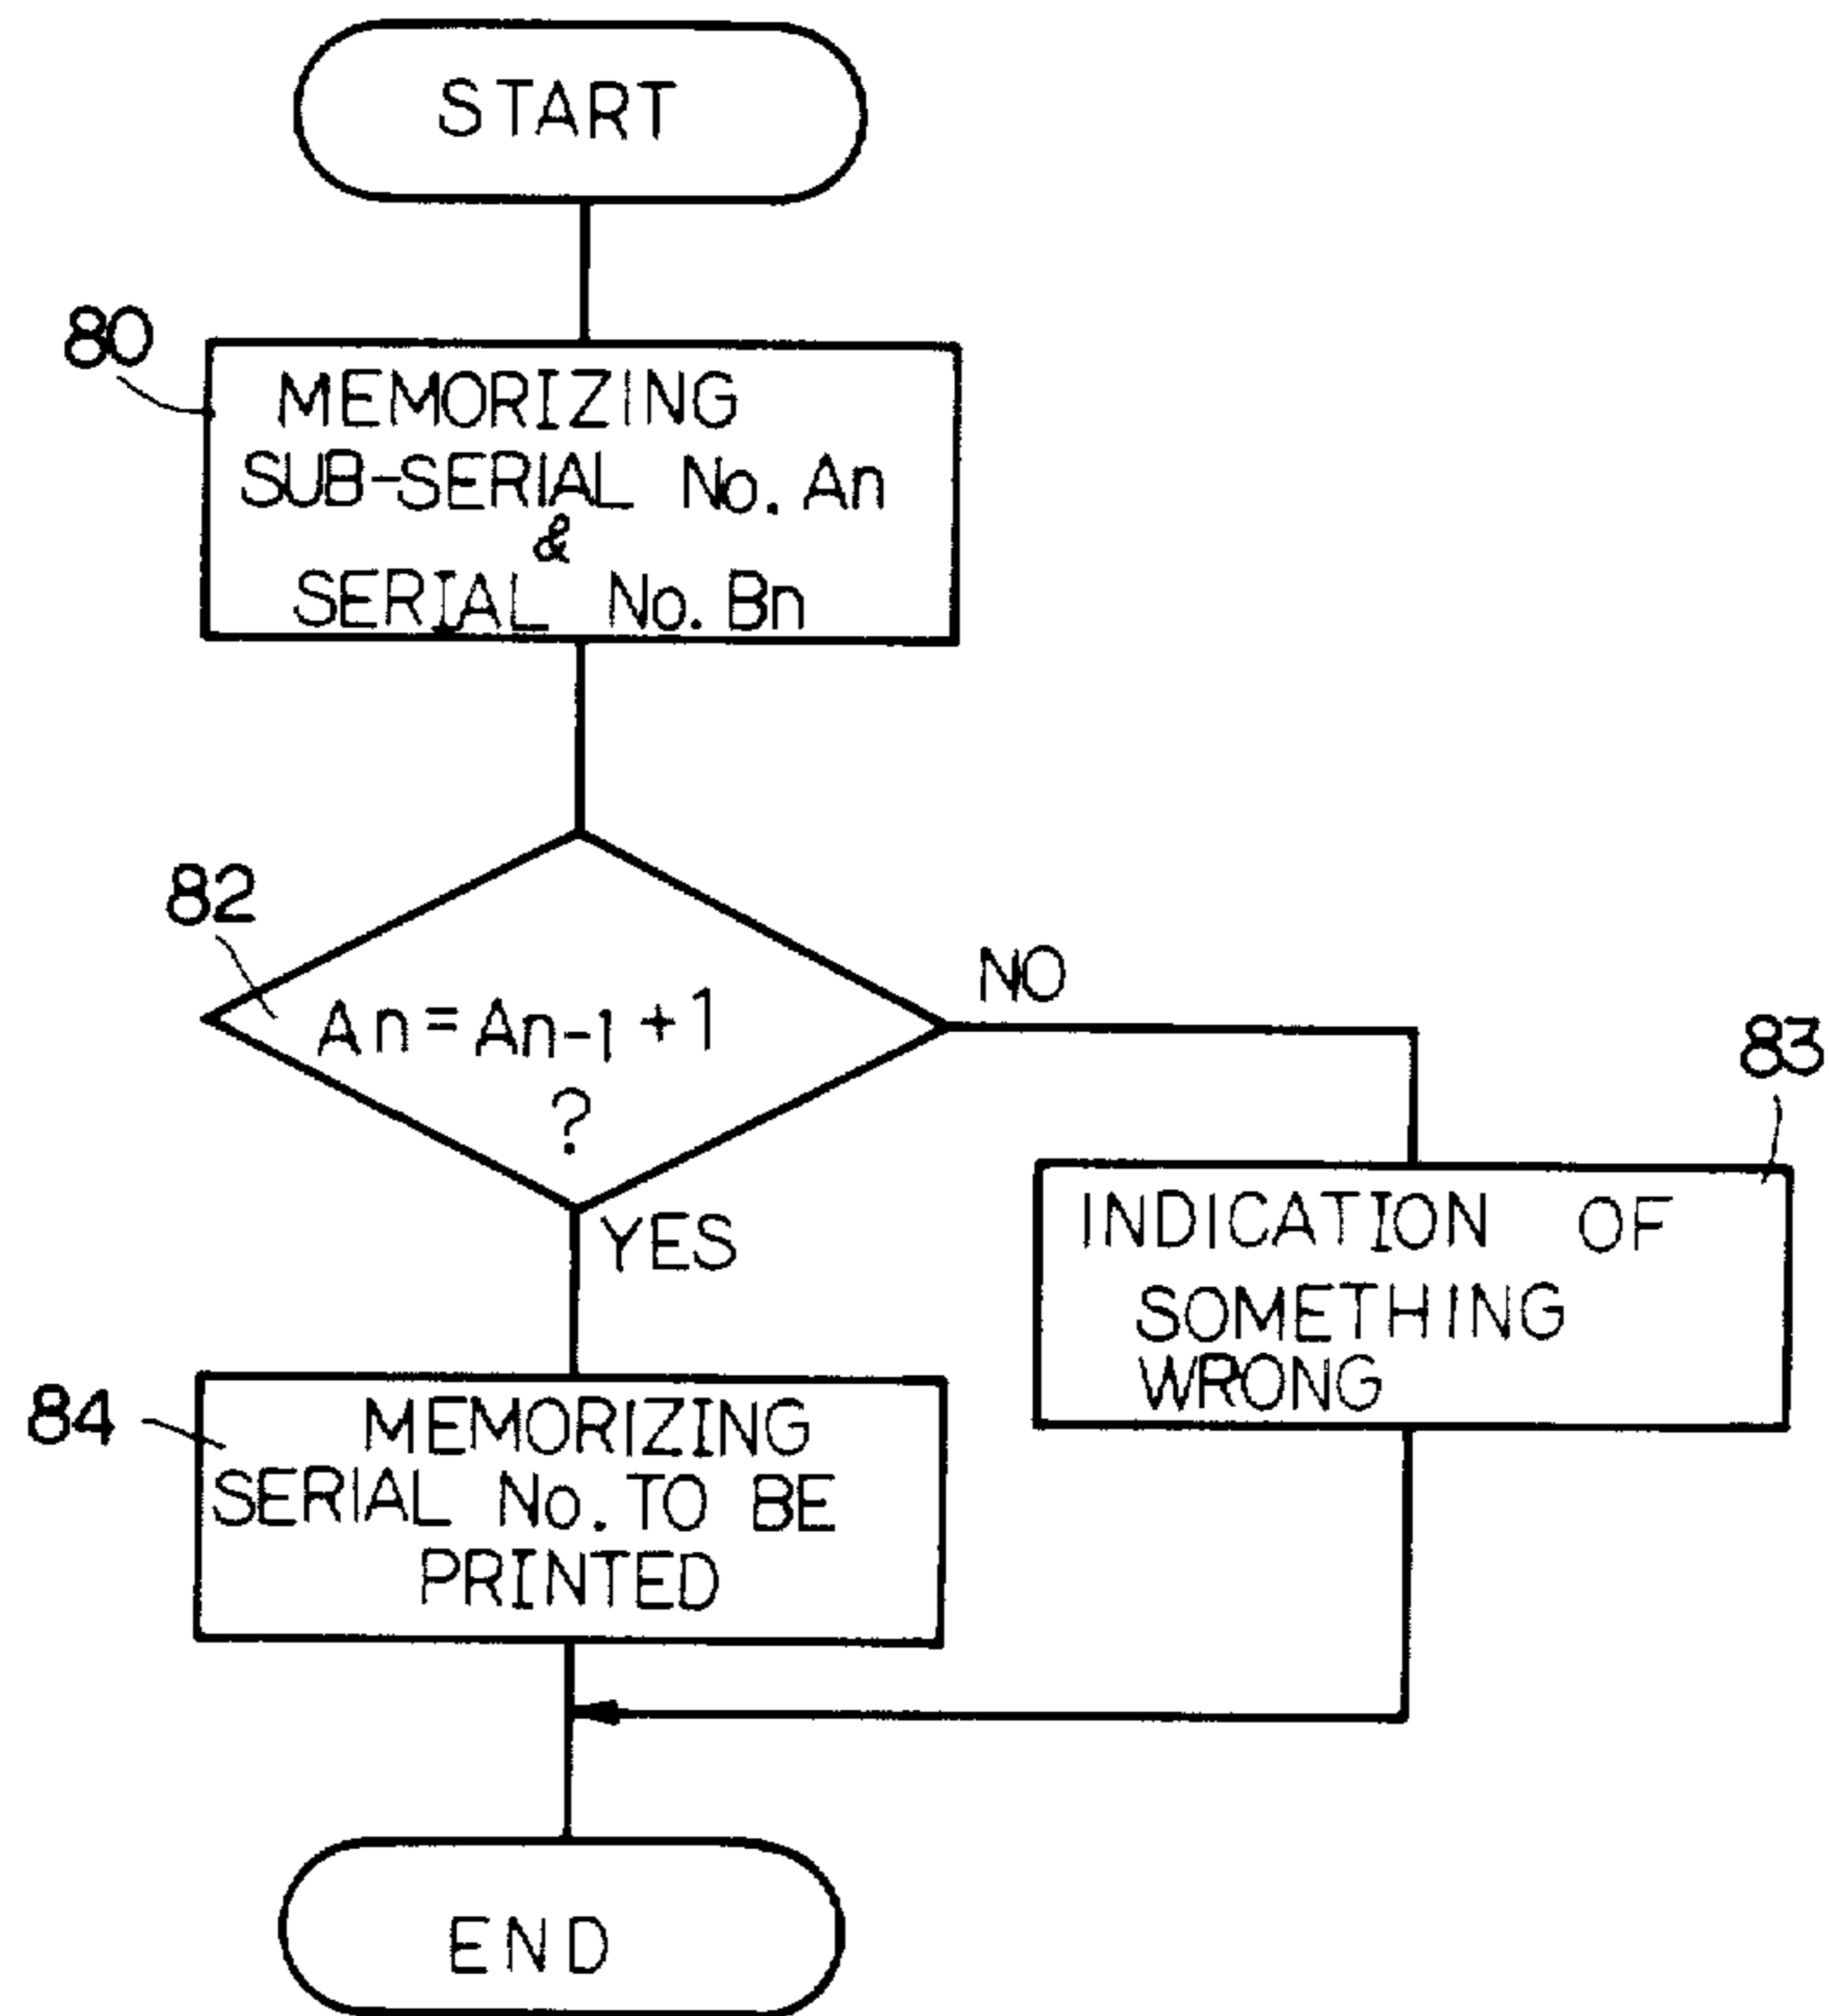 START
80
MEMORIZING
SUB-SERIAL No. An
&
SERIAL No. Bn
82
An = An-1 + 1
?
NO
YES
83
INDICATION OF
SOMETHING
WRONG
84
MEMORIZING
SERIAL No. TO BE
PRINTED
END